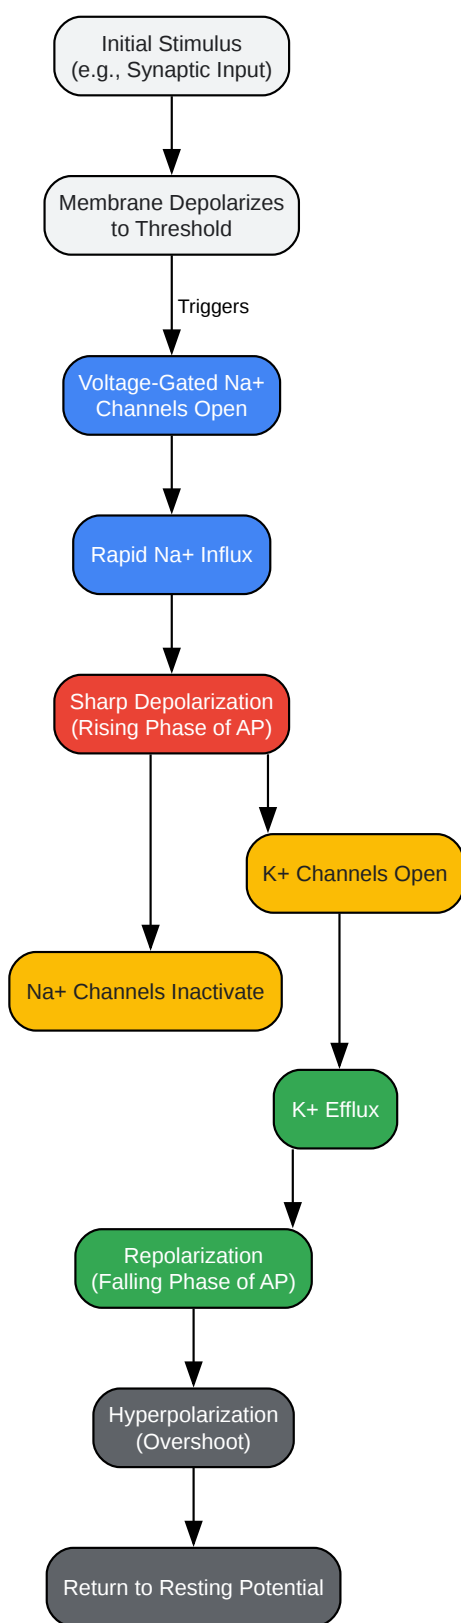 Initial Stimulus
(e.g., Synaptic Input)
Membrane Depolarizes
to Threshold
Triggers
Voltage-Gated Na+
Channels Open
Rapid Na+ Influx
Sharp Depolarization
(Rising Phase of AP)
K+ Channels Open
Na+ Channels Inactivate
K+ Efflux
Repolarization
(Falling Phase of AP)
Hyperpolarization
(Overshoot)
Return to Resting Potential